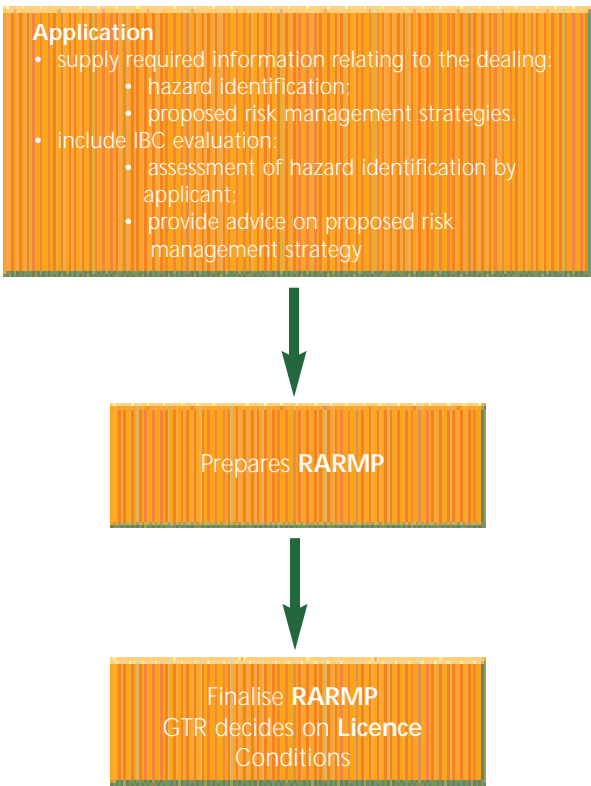 Application
• supply required information relating to the dealing:
• hazard identification;
• proposed risk management strategies.
• include IBC evaluation:
• assessment of hazard identification by
applicant;
• provide advice on proposed risk
management strategy
Prepares RARMP
Finalise RARMP
GTR decides on Licence
Conditions